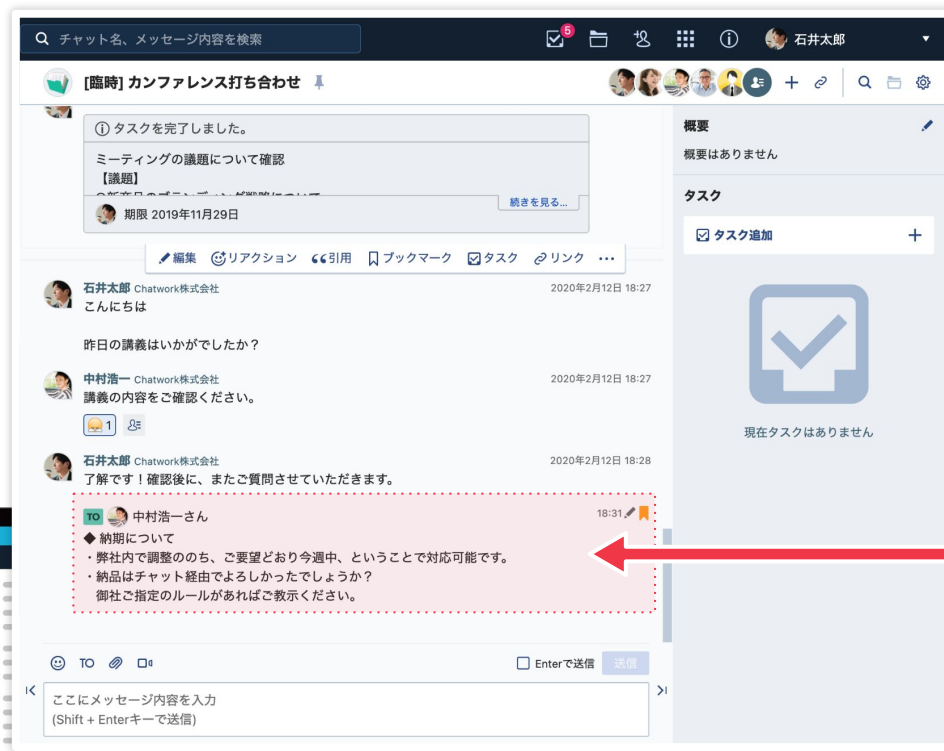 チャット名、メッセージ内容を検索
5
石井太郎
[臨時] カンファレンス打ち合わせ
タスクを完了しました。
ミーティングの議題について確認
【議題】
続きを見る...
期限 2019年11月29日
編集 リアクション 引用 ブックマーク タスク リンク ...
石井太郎 Chatwork株式会社 2020年2月12日 18:27
こんにちは
昨日の講義はいかがでしたか？
中村浩一 Chatwork株式会社 2020年2月12日 18:27
講義の内容をご確認ください。
1
石井太郎 Chatwork株式会社 2020年2月12日 18:28
了解です！確認後に、またご質問させていただきます。
TO 中村浩一さん 18:31
◆ 納期について
・弊社内で調整ののち、ご要望どおり今週中、ということで対応可能です。
・納品はチャット経由でよろしかったでしょうか？
御社ご指定のルールがあればご教示ください。
TO Enterで送信 送信
ここにメッセージ内容を入力
(Shift + Enterキーで送信)
概要
概要はありません
タスク
タスク追加
現在タスクはありません